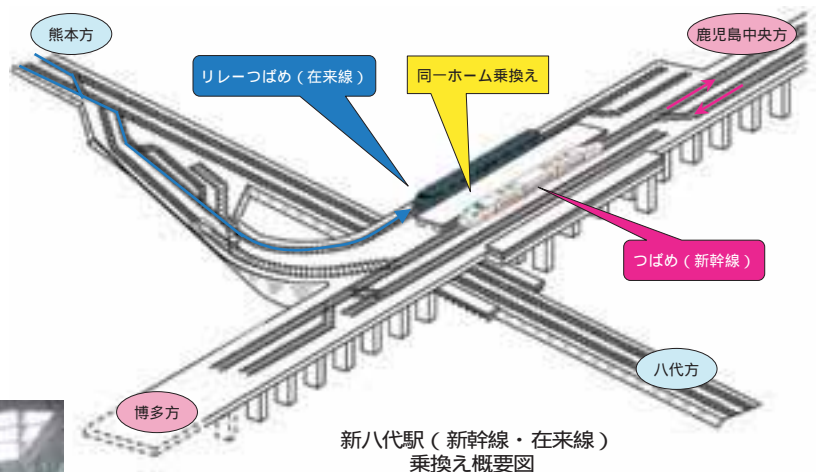 熊本方
鹿児島中央方
リレーつばめ（在来線）
同一ホーム乗換え
つばめ（新幹線）
八代方
博多方
新八代駅（新幹線・在来線）
乗換え概要図